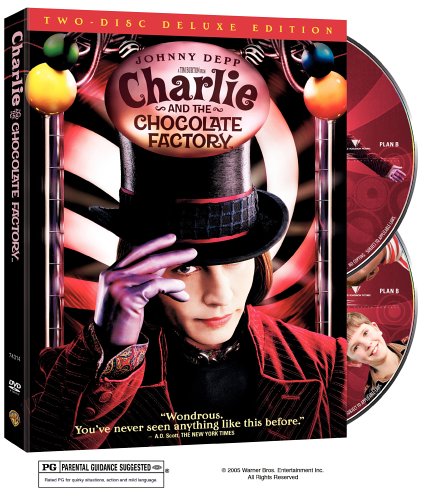 TWO-DISC DELUXE EDITION
JOHNNY DEPP
Charlie
AND THE
CHOCOLATE
FACTORY
Charlie
AND THE
CHOCOLATE FACTORY
DVD
"Wondrous.
You've never seen anything like this before."
– A.O. Scott, THE NEW YORK TIMES
PLAN B
PLAN B
PG PARENTAL GUIDANCE SUGGESTED
Rated PG for quirky situations, action and mild language.
© 2005 Warner Bros. Entertainment Inc.
All Rights Reserved.